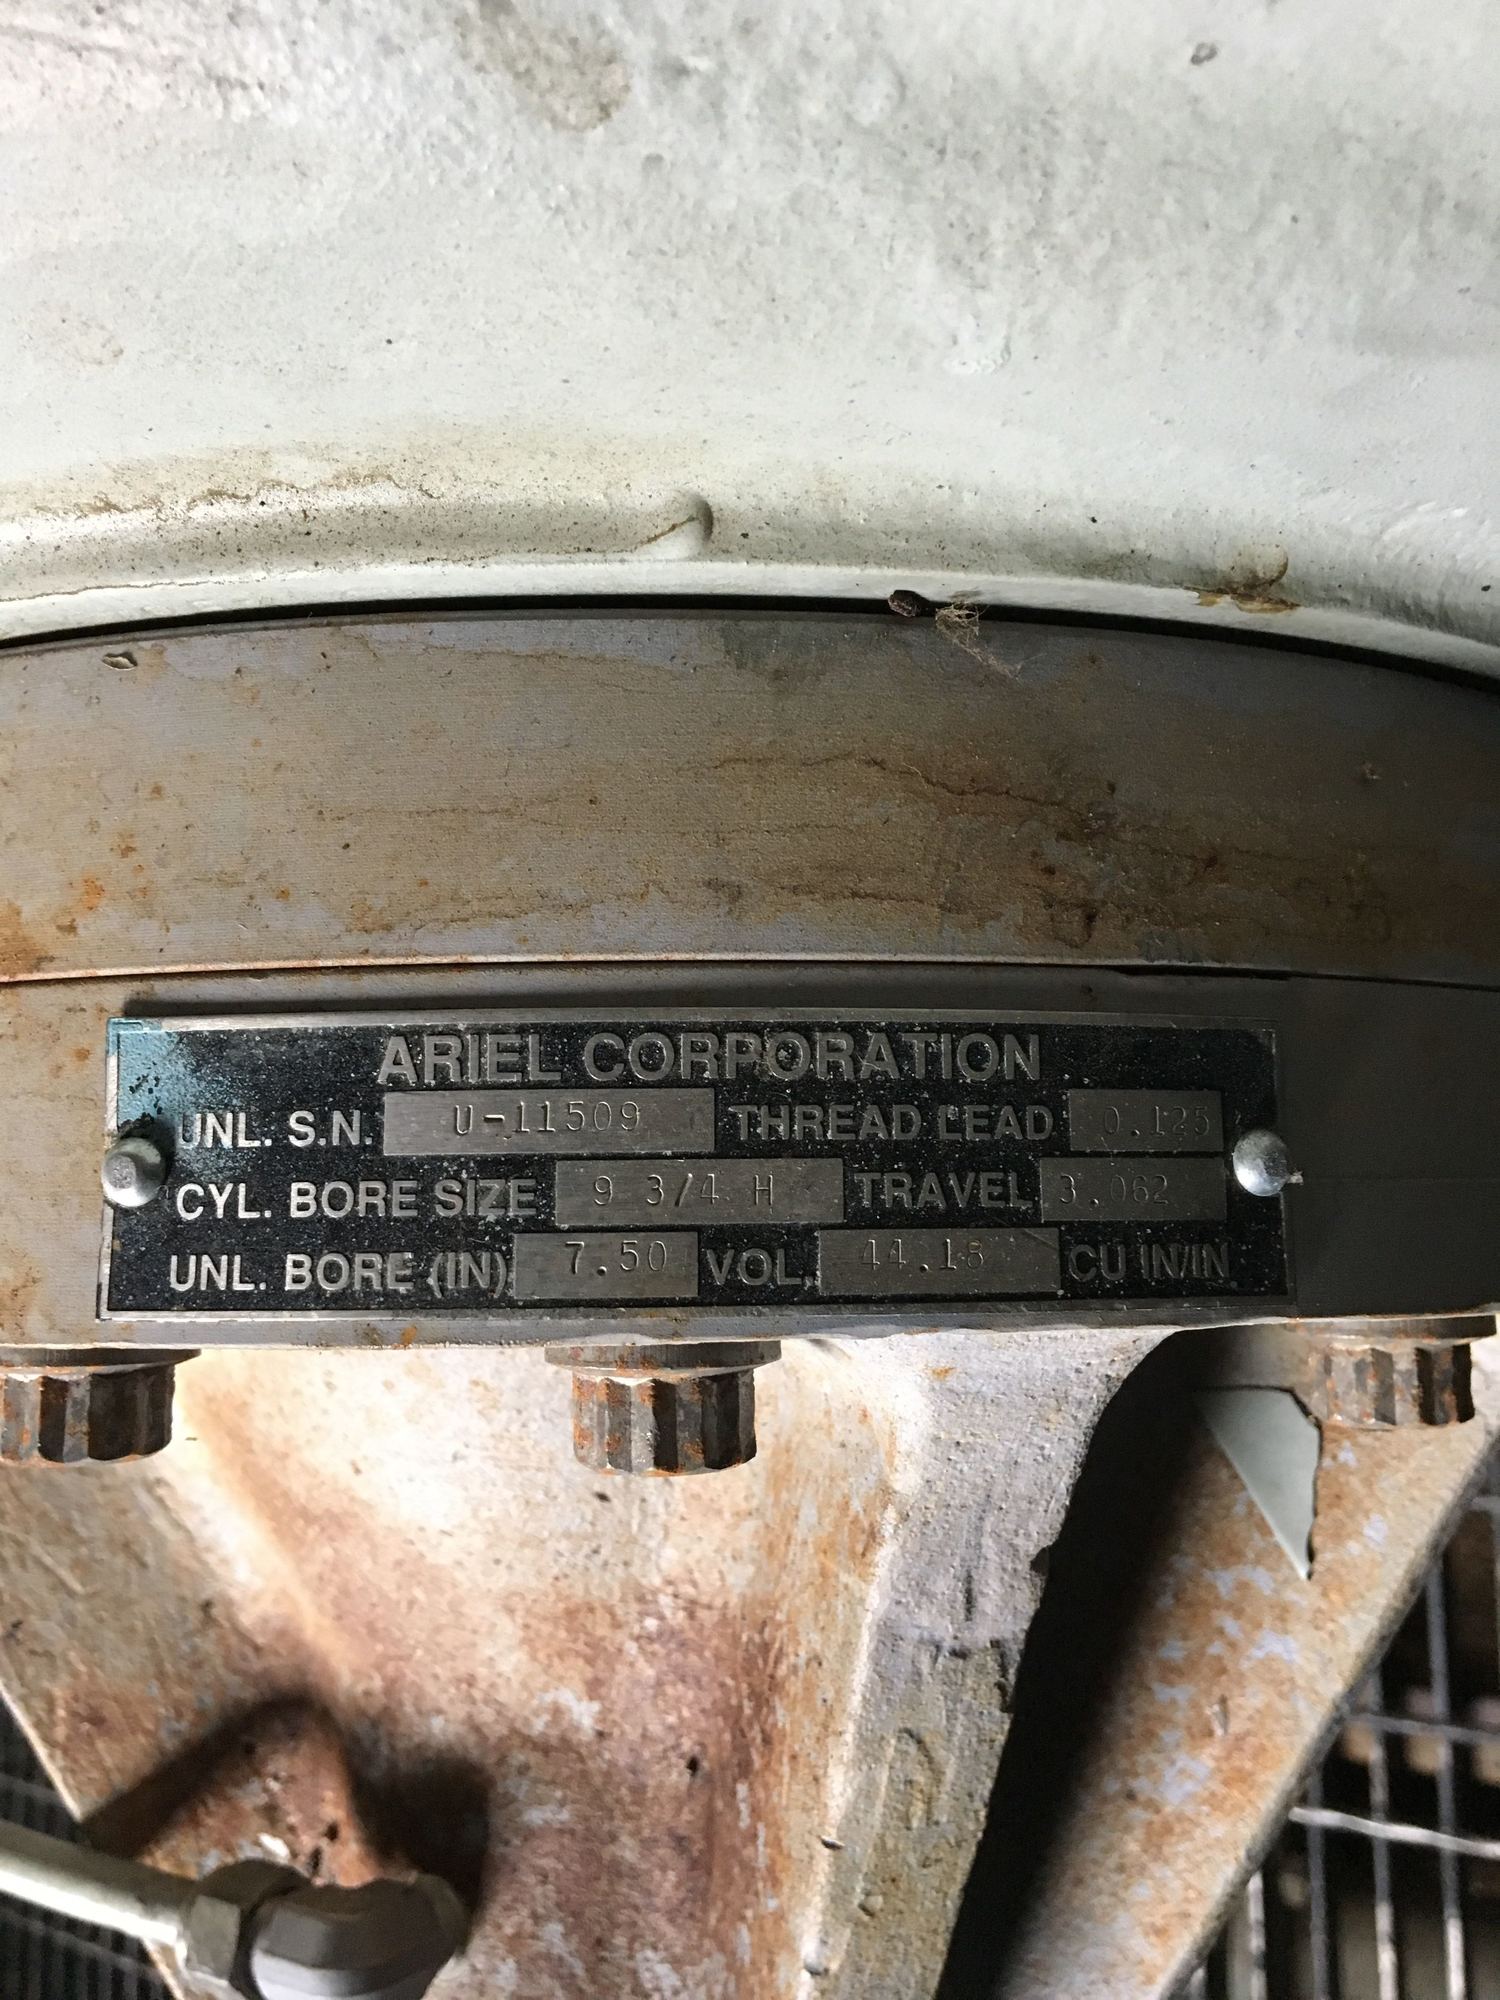 ARIEL CORPORATION
UNL. S.N. U-11509 THREAD LEAD 0.125
CYL. BORE SIZE 9 3/4 H TRAVEL 3.062
UNL. BORE (IN) 7.50 VOL. 44.18 CU IN/IN.